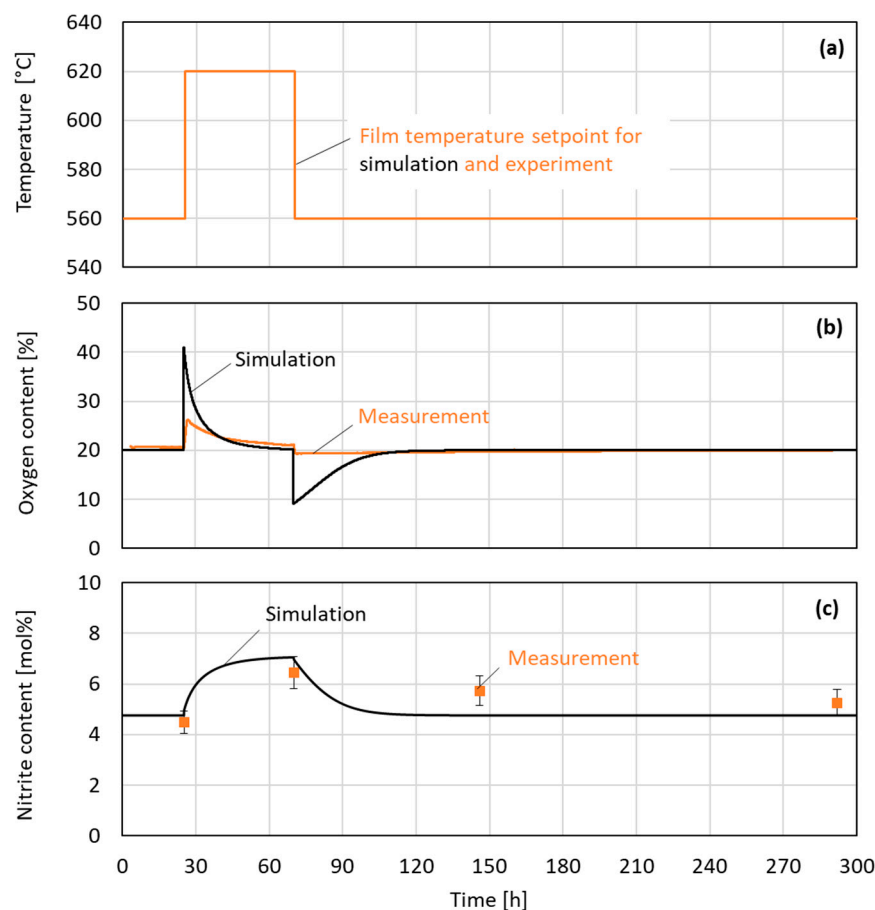 Temperature [°C]
640
620
600
580
560
540
(a)
Film temperature setpoint for
simulation and experiment
Oxygen content [%]
50
40
30
20
10
0
(b)
Simulation
Measurement
Nitrite content [mol%]
10
8
6
4
2
0
(c)
Simulation
Measurement
0 30 60 90 120 150 180 210 240 270 300
Time [h]